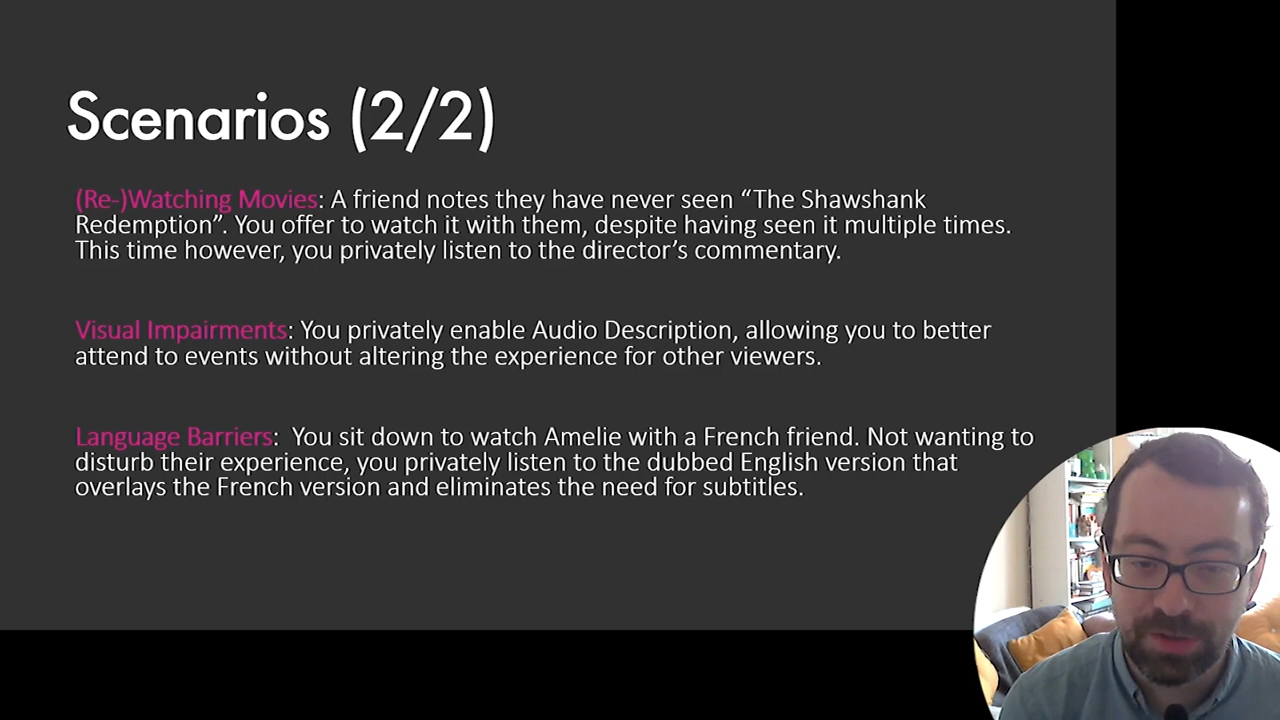 Scenarios (2/2)
(Re-)Watching Movies: A friend notes they have never seen “The Shawshank
Redemption”. You offer to watch it with them, despite having seen it multiple times.
This time however, you privately listen to the director’s commentary.
Visual Impairments: You privately enable Audio Description, allowing you to better
attend to events without altering the experience for other viewers.
Language Barriers:  You sit down to watch Amelie with a French friend. Not wanting to
disturb their experience, you privately listen to the dubbed English version that
overlays the French version and eliminates the need for subtitles.